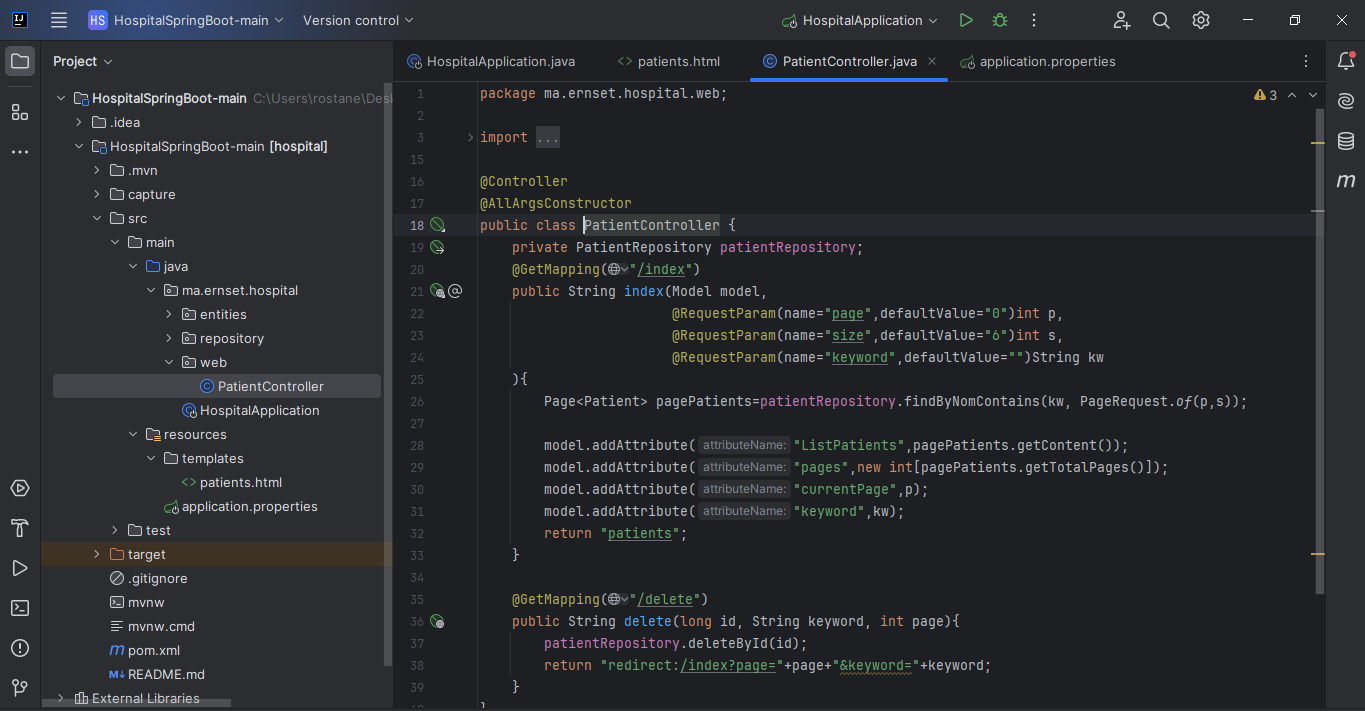 HS HospitalSpringBoot-main Version control HospitalApplication
Project
HospitalSpringBoot-main C:\Users\rostane\Des
.idea
HospitalSpringBoot-main [hospital]
.mvn
capture
src
main
java
ma.ernset.hospital
entities
repository
web
PatientController
HospitalApplication
resources
templates
patients.html
application.properties
test
target
.gitignore
mvnw
mvnw.cmd
pom.xml
README.md
External Libraries
HospitalApplication.java patients.html PatientController.java application.properties
3
1 package ma.ernset.hospital.web;
2
3 import ...
15
16 @Controller
17 @AllArgsConstructor
18 public class PatientController {
19 private PatientRepository patientRepository;
20 @GetMapping("/index")
21 public String index(Model model,
22 @RequestParam(name="page",defaultValue="0")int p,
23 @RequestParam(name="size",defaultValue="6")int s,
24 @RequestParam(name="keyword",defaultValue="")String kw
25 ){
26 Page<Patient> pagePatients=patientRepository.findByNomContains(kw, PageRequest.of(p,s));
27
28 model.addAttribute( attributeName: "ListPatients",pagePatients.getContent());
29 model.addAttribute( attributeName: "pages",new int[pagePatients.getTotalPages()]);
30 model.addAttribute( attributeName: "currentPage",p);
31 model.addAttribute( attributeName: "keyword",kw);
32 return "patients";
33 }
34
35 @GetMapping("/delete")
36 public String delete(long id, String keyword, int page){
37 patientRepository.deleteById(id);
38 return "redirect:/index?page="+page+"&keyword="+keyword;
39 }